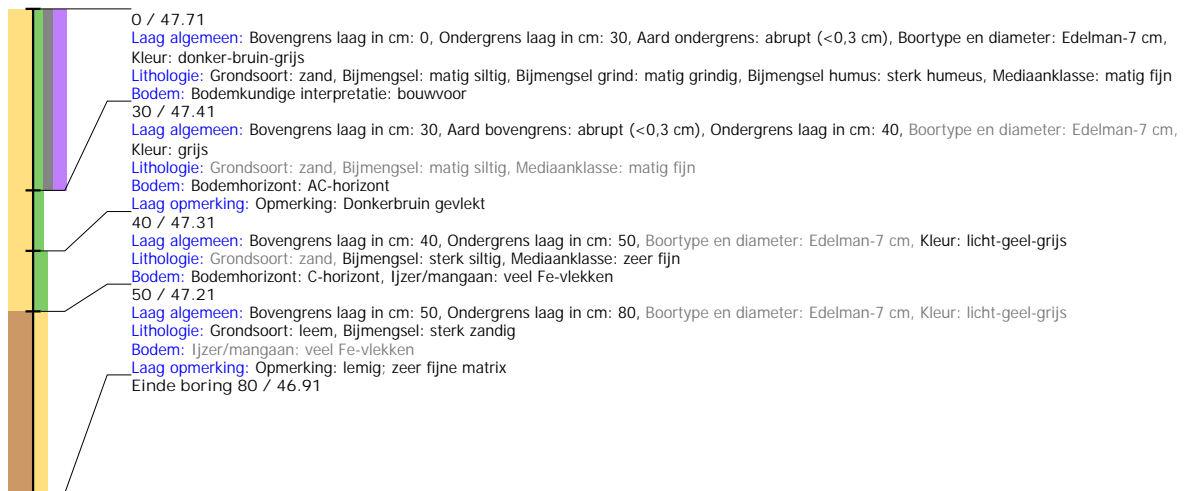 0 / 47.71
Laag algemeen: Bovengrens laag in cm: 0, Ondergrens laag in cm: 30, Aard ondergrens: abrupt (<0,3 cm), Boortype en diameter: Edelman-7 cm,
Kleur: donker-bruin-grijs
Lithologie: Grondsoort: zand, Bijmengsel: matig siltig, Bijmengsel grind: matig grindig, Bijmengsel humus: sterk humeus, Mediaanklasse: matig fijn
Bodem: Bodemkundige interpretatie: bouwvoor
30 / 47.41
Laag algemeen: Bovengrens laag in cm: 30, Aard bovengrens: abrupt (<0,3 cm), Ondergrens laag in cm: 40, Boortype en diameter: Edelman-7 cm,
Kleur: grijs
Lithologie: Grondsoort: zand, Bijmengsel: matig siltig, Mediaanklasse: matig fijn
Bodem: Bodemhorizont: AC-horizont
Laag opmerking: Opmerking: Donkerbruin gevlekt
40 / 47.31
Laag algemeen: Bovengrens laag in cm: 40, Ondergrens laag in cm: 50, Boortype en diameter: Edelman-7 cm, Kleur: licht-geel-grijs
Lithologie: Grondsoort: zand, Bijmengsel: sterk siltig, Mediaanklasse: zeer fijn
Bodem: Bodemhorizont: C-horizont, Ijzer/mangaan: veel Fe-vlekken
50 / 47.21
Laag algemeen: Bovengrens laag in cm: 50, Ondergrens laag in cm: 80, Boortype en diameter: Edelman-7 cm, Kleur: licht-geel-grijs
Lithologie: Grondsoort: leem, Bijmengsel: sterk zandig
Bodem: Ijzer/mangaan: veel Fe-vlekken
Laag opmerking: Opmerking: lemig; zeer fijne matrix
Einde boring 80 / 46.91